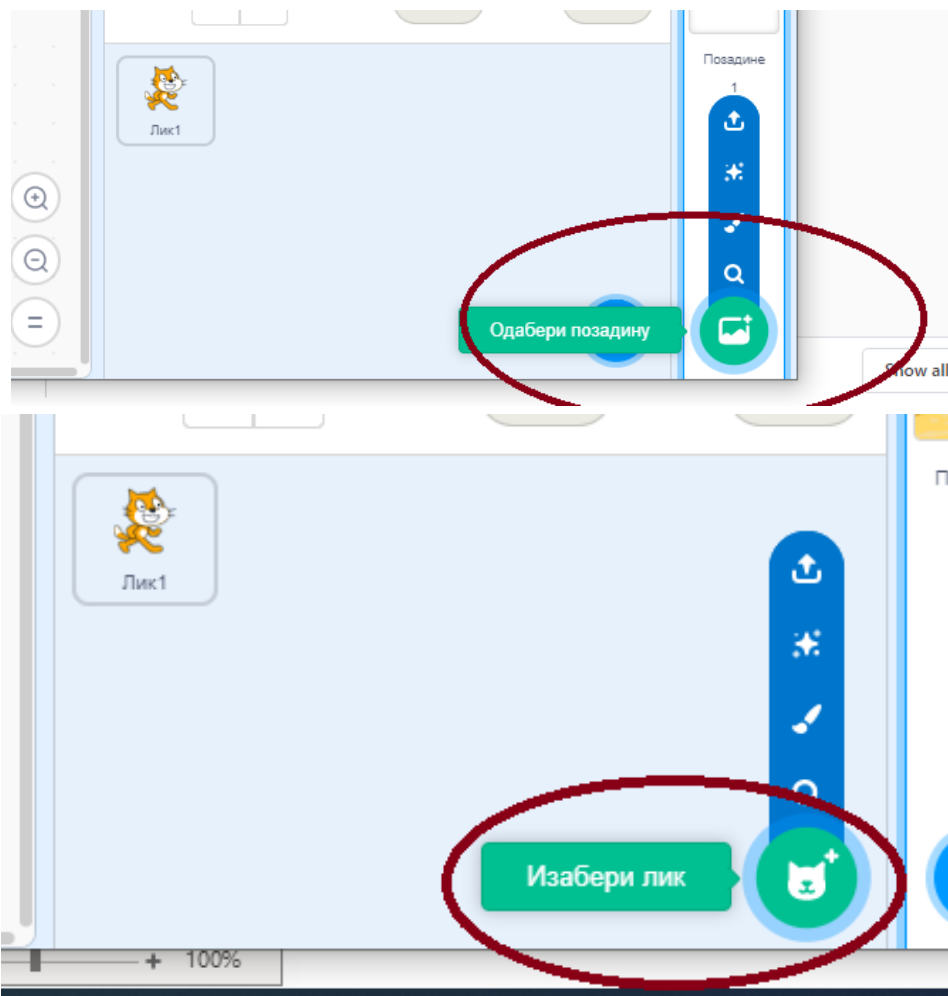 Позадине
1
Лик1
Одабери позадину
Show all
Лик1
Изабери лик
100%